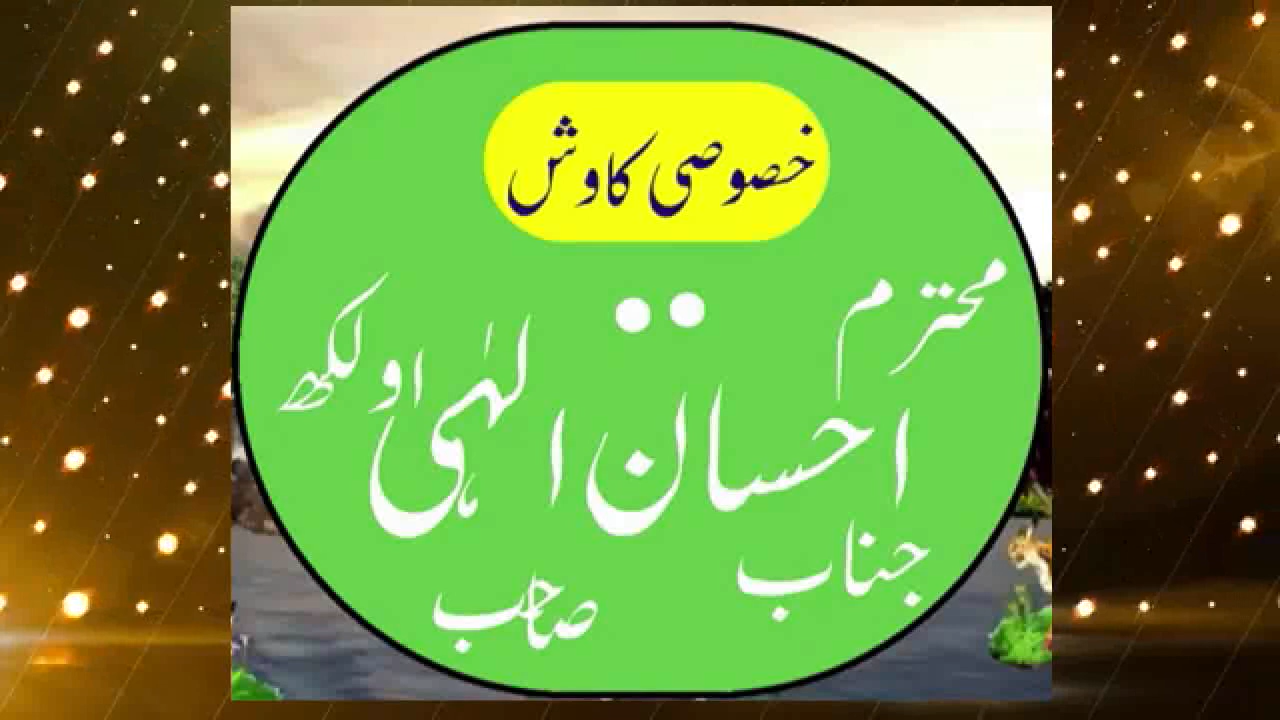 خصوصی کاوش
محترم
احسان الٰہی اولکھ
جناب
صاحب